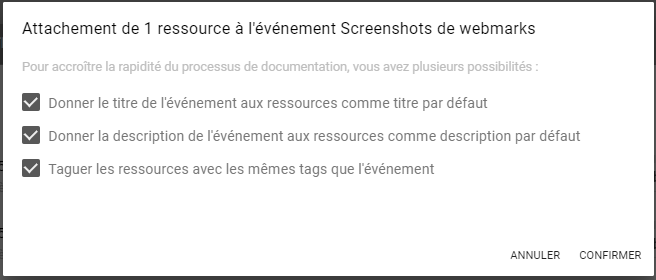 Attachement de 1 ressource à l'événement Screenshots de webmarks
Pour accroître la rapidité du processus de documentation, vous avez plusieurs possibilités :
Donner le titre de l'événement aux ressources comme titre par défaut
Donner la description de l'événement aux ressources comme description par défaut
Taguer les ressources avec les mêmes tags que l'événement
ANNULER CONFIRMER